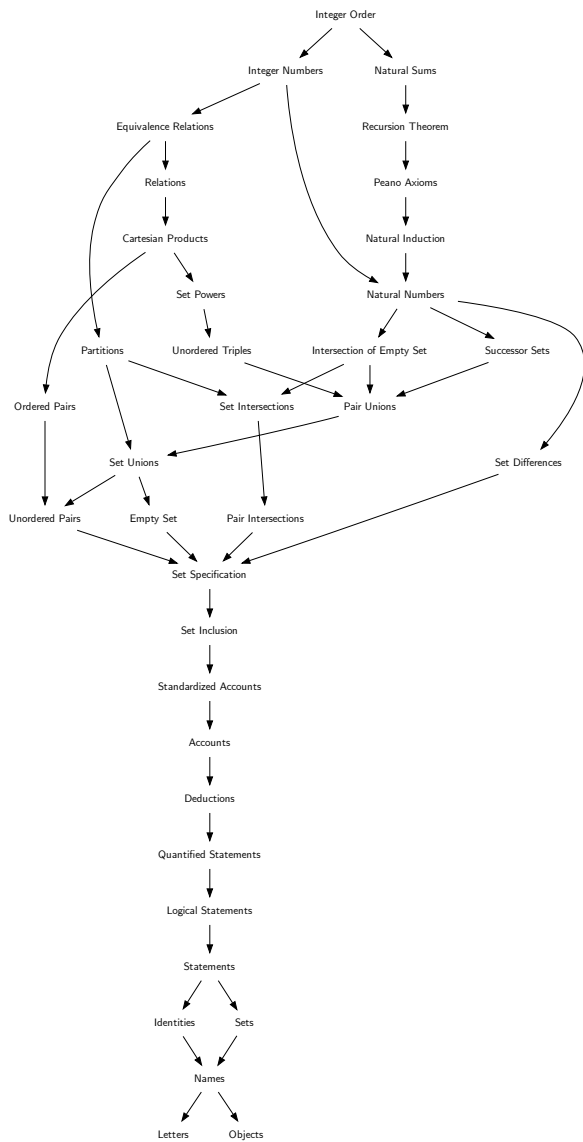 Integer Order
Integer Numbers
Natural Sums
Equivalence Relations
Recursion Theorem
Relations
Peano Axioms
Cartesian Products
Natural Induction
Set Powers
Natural Numbers
Partitions
Unordered Triples
Intersection of Empty Set
Successor Sets
Ordered Pairs
Set Intersections
Pair Unions
Set Unions
Set Differences
Unordered Pairs
Empty Set
Pair Intersections
Set Specification
Set Inclusion
Standardized Accounts
Accounts
Deductions
Quantified Statements
Logical Statements
Statements
Identities
Sets
Names
Letters
Objects